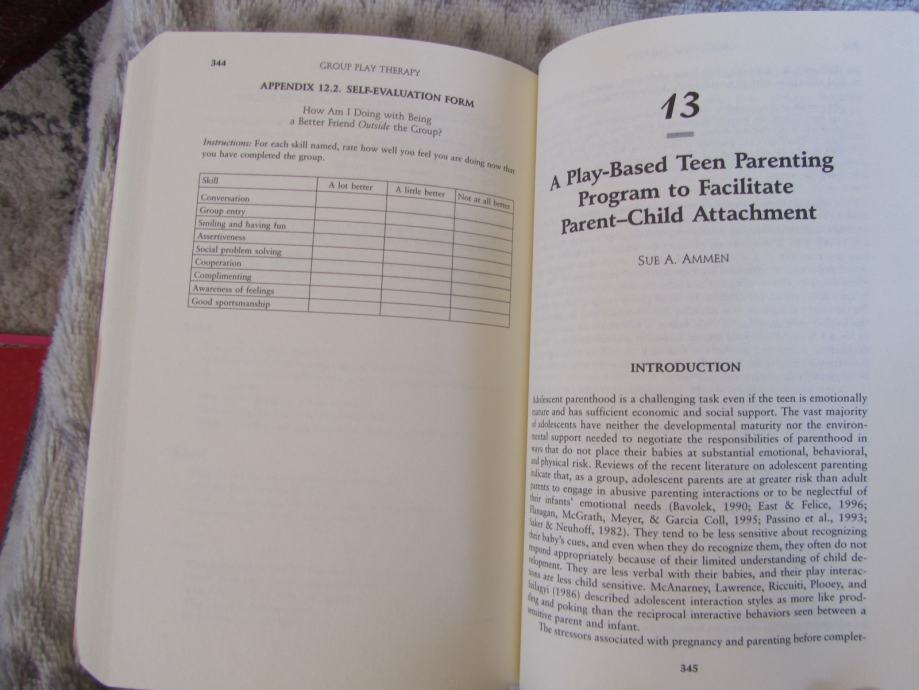 344
GROUP PLAY THERAPY
APPENDIX 12.2. SELF-EVALUATION FORM
How Am I Doing with Being
a Better Friend Outside the Group?
Instructions: For each skill named, rate how well you feel you are doing now that
you have completed the group.
Skill A lot better A little better Not at all better
Conversation
Group entry
Smiling and having fun
Assertiveness
Social problem solving
Cooperation
Complimenting
Awareness of feelings
Good sportsmanship
13
A Play-Based Teen Parenting
Program to Facilitate
Parent–Child Attachment
SUE A. AMMEN
INTRODUCTION
Adolescent parenthood is a challenging task even if the teen is emotionally
mature and has sufficient economic and social support. The vast majority
of adolescents have neither the developmental maturity nor the environ-
mental support needed to negotiate the responsibilities of parenthood in
ways that do not place their babies at substantial emotional, behavioral,
and physical risk. Reviews of the recent literature on adolescent parenting
indicate that, as a group, adolescent parents are at greater risk than adult
parents to engage in abusive parenting interactions or to be neglectful of
their infants' emotional needs (Bavolek, 1990; East & Felice, 1996;
Flanagan, McGrath, Meyer, & Garcia Coll, 1995; Passino et al., 1993;
& Neuhoff, 1982). They tend to be less sensitive about recognizing
their baby's cues, and even when they do recognize them, they often do not
respond appropriately because of their limited understanding of child de-
velopment. They are less verbal with their babies, and their play interac-
tions are less child sensitive. McAnarney, Lawrence, Riccuiti, Plooey, and
Szilagyi (1986) described adolescent interaction styles as more like prod-
ding and poking than the reciprocal interactive behaviors seen between a
sensitive parent and infant.
The stressors associated with pregnancy and parenting before complet-
345